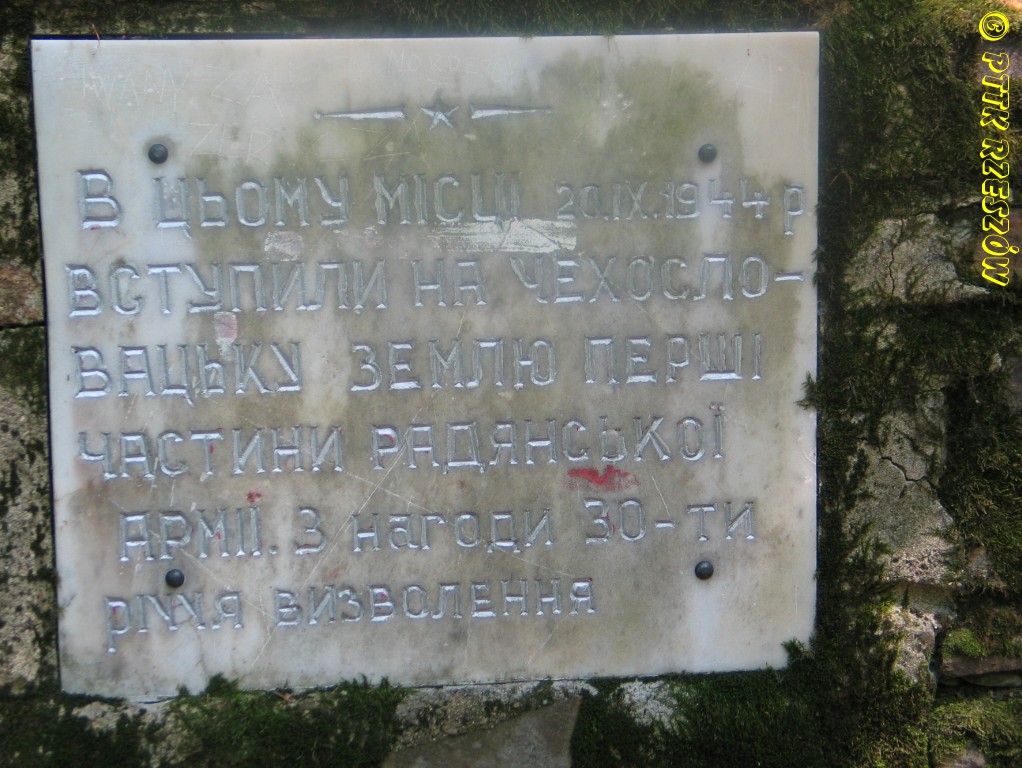 В ЦЬОМУ МІСЦІ 20.IX.1944 р
ВСТУПИЛИ НА ЧЕХОСЛО-
ВАЦЬКУ ЗЕМЛЮ ПЕРШІ
ЧАСТИНИ РАДЯНСЬКОЇ
АРМІЇ. З нагоди 30-ТИ
річчя визволення
© PTTK RZESZÓW